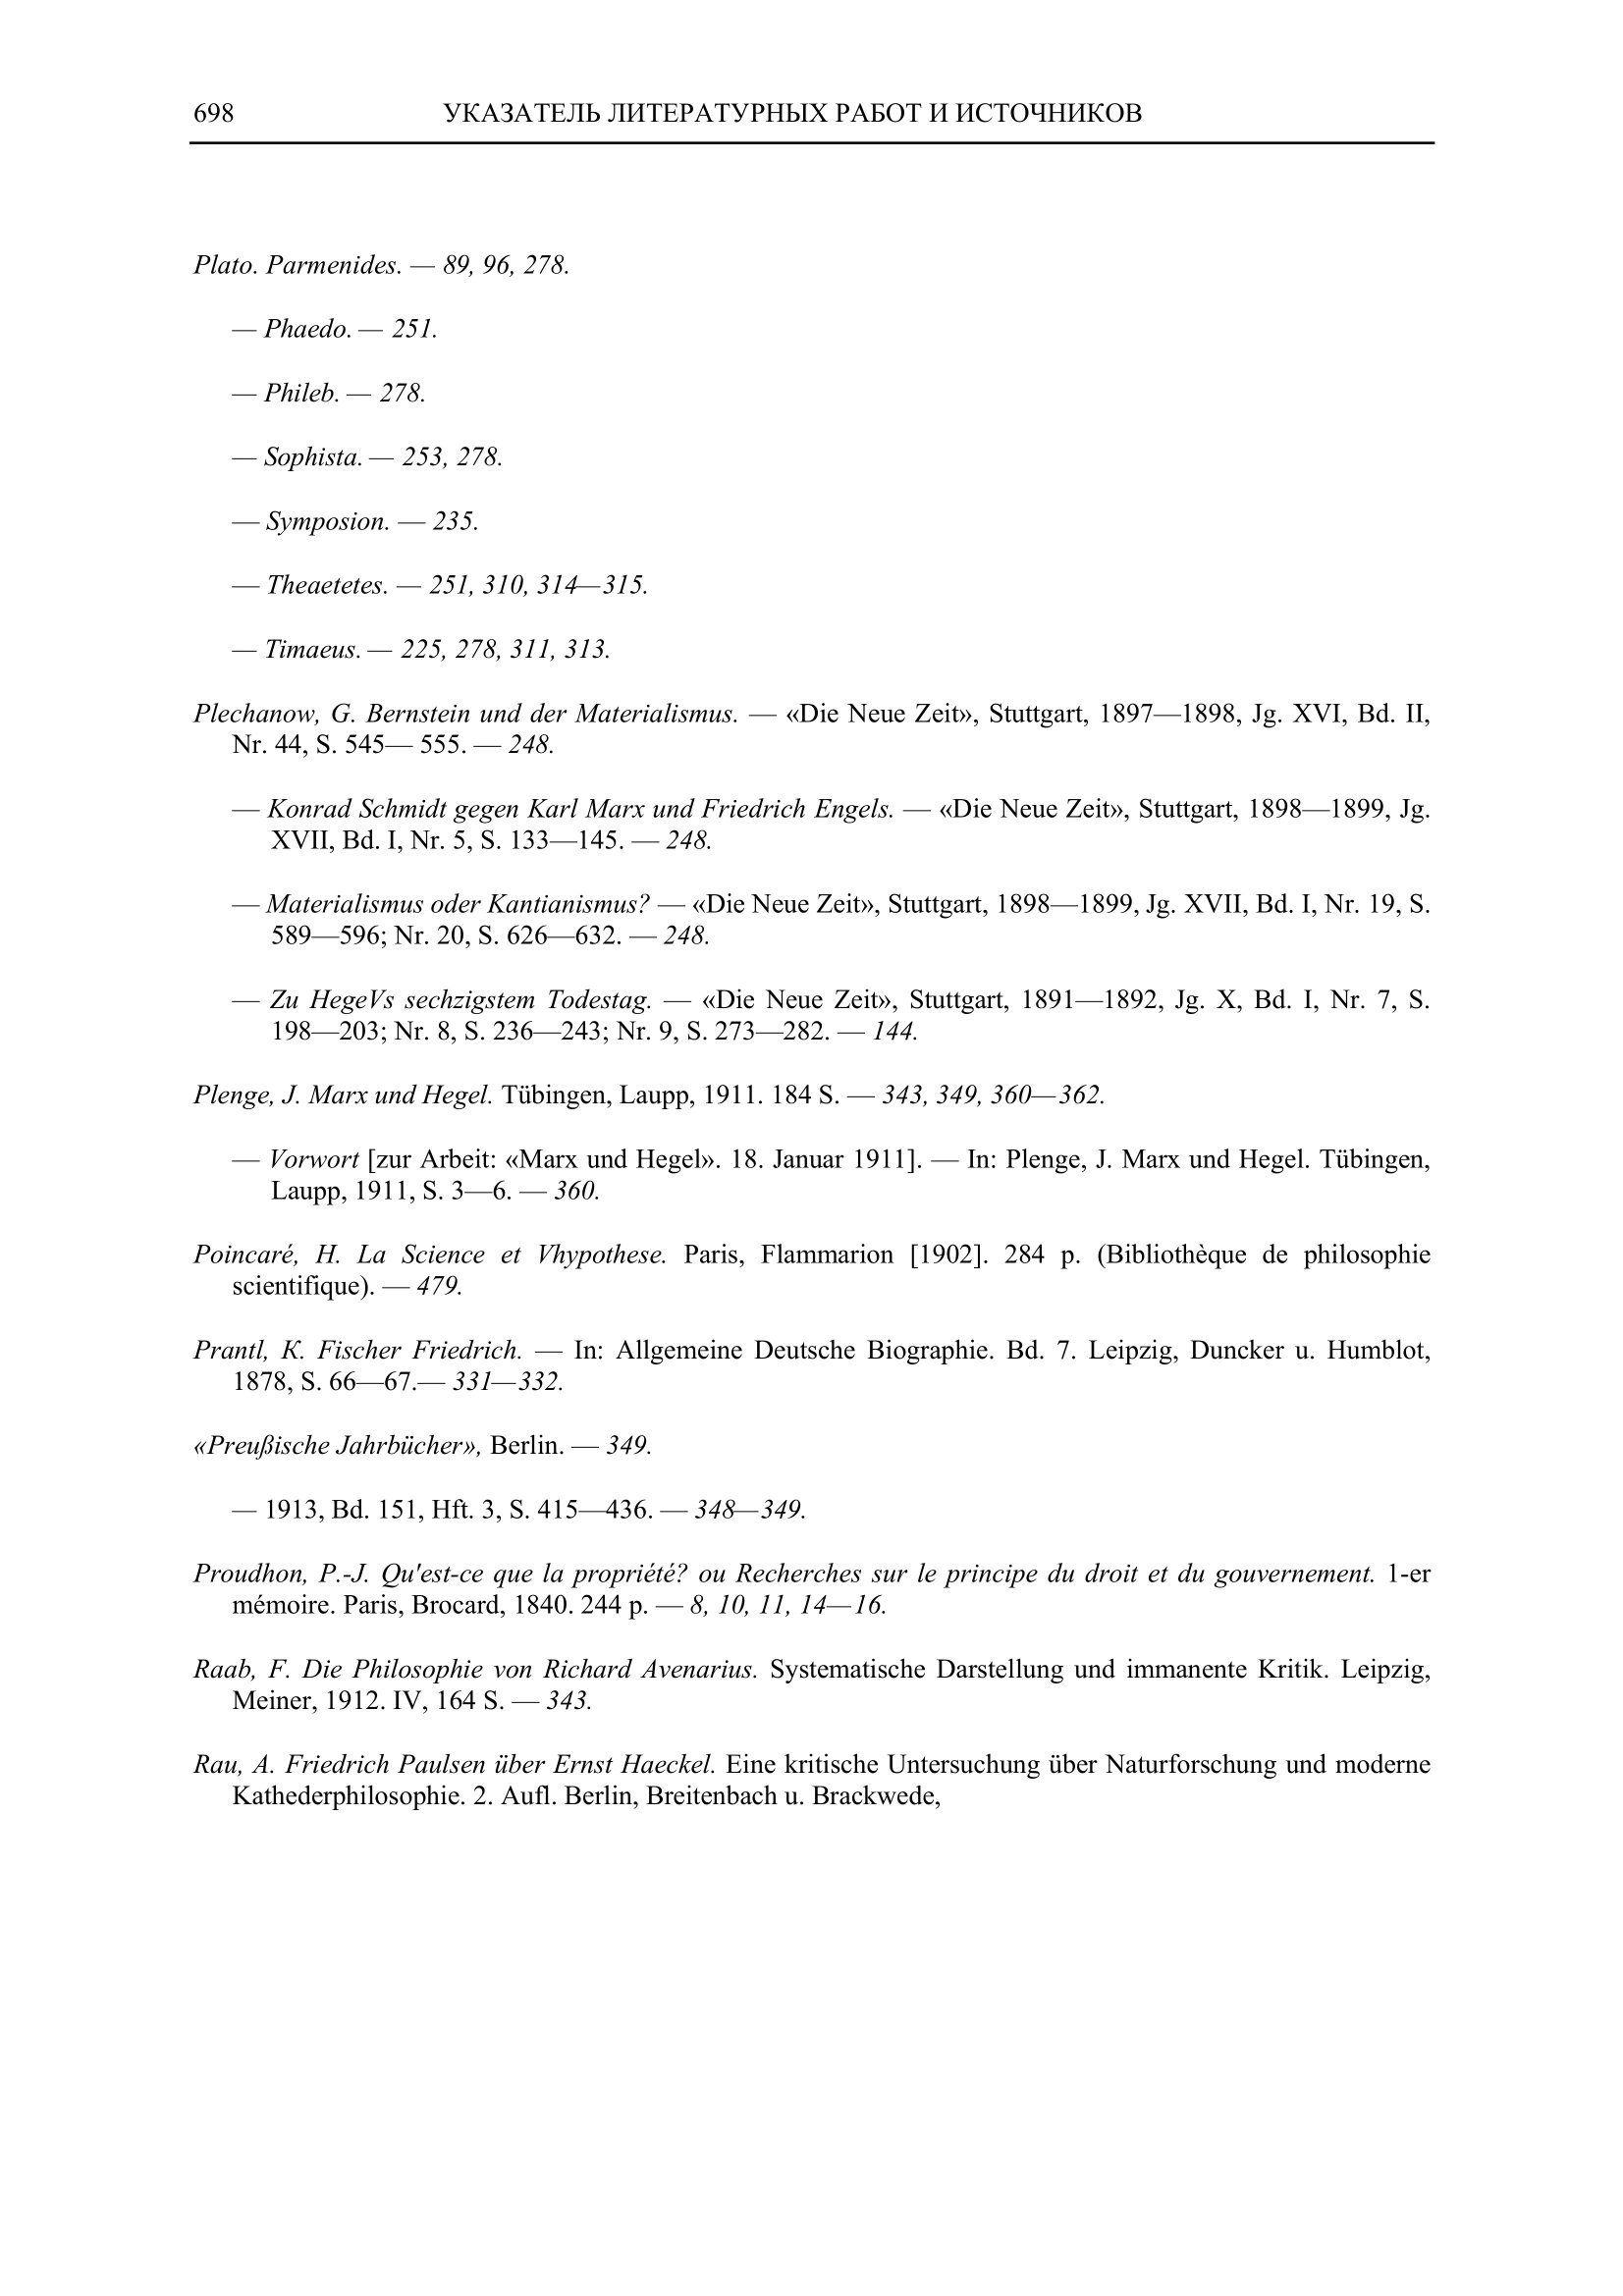 698 УКАЗАТЕЛЬ ЛИТЕРАТУРНЫХ РАБОТ И ИСТОЧНИКОВ
Plato. Parmenides. — 89, 96, 278.
— Phaedo. — 251.
— Phileb. — 278.
— Sophista. — 253, 278.
— Symposion. — 235.
— Theaetetes. — 251, 310, 314—315.
— Timaeus. — 225, 278, 311, 313.
Plechanow, G. Bernstein und der Materialismus. — «Die Neue Zeit», Stuttgart, 1897—1898, Jg. XVI, Bd. II,
Nr. 44, S. 545— 555. — 248.
— Konrad Schmidt gegen Karl Marx und Friedrich Engels. — «Die Neue Zeit», Stuttgart, 1898—1899, Jg.
XVII, Bd. I, Nr. 5, S. 133—145. — 248.
— Materialismus oder Kantianismus? — «Die Neue Zeit», Stuttgart, 1898—1899, Jg. XVII, Bd. I, Nr. 19, S.
589—596; Nr. 20, S. 626—632. — 248.
— Zu HegeVs sechzigstem Todestag. — «Die Neue Zeit», Stuttgart, 1891—1892, Jg. X, Bd. I, Nr. 7, S.
198—203; Nr. 8, S. 236—243; Nr. 9, S. 273—282. — 144.
Plenge, J. Marx und Hegel. Tübingen, Laupp, 1911. 184 S. — 343, 349, 360—362.
— Vorwort [zur Arbeit: «Marx und Hegel». 18. Januar 1911]. — In: Plenge, J. Marx und Hegel. Tübingen,
Laupp, 1911, S. 3—6. — 360.
Poincaré, H. La Science et Vhypothese. Paris, Flammarion [1902]. 284 p. (Bibliothèque de philosophie
scientifique). — 479.
Prantl, K. Fischer Friedrich. — In: Allgemeine Deutsche Biographie. Bd. 7. Leipzig, Duncker u. Humblot,
1878, S. 66—67.— 331—332.
«Preußische Jahrbücher», Berlin. — 349.
— 1913, Bd. 151, Hft. 3, S. 415—436. — 348—349.
Proudhon, P.-J. Qu'est-ce que la propriété? ou Recherches sur le principe du droit et du gouvernement. 1-er
mémoire. Paris, Brocard, 1840. 244 p. — 8, 10, 11, 14—16.
Raab, F. Die Philosophie von Richard Avenarius. Systematische Darstellung und immanente Kritik. Leipzig,
Meiner, 1912. IV, 164 S. — 343.
Rau, A. Friedrich Paulsen über Ernst Haeckel. Eine kritische Untersuchung über Naturforschung und moderne
Kathederphilosophie. 2. Aufl. Berlin, Breitenbach u. Brackwede,